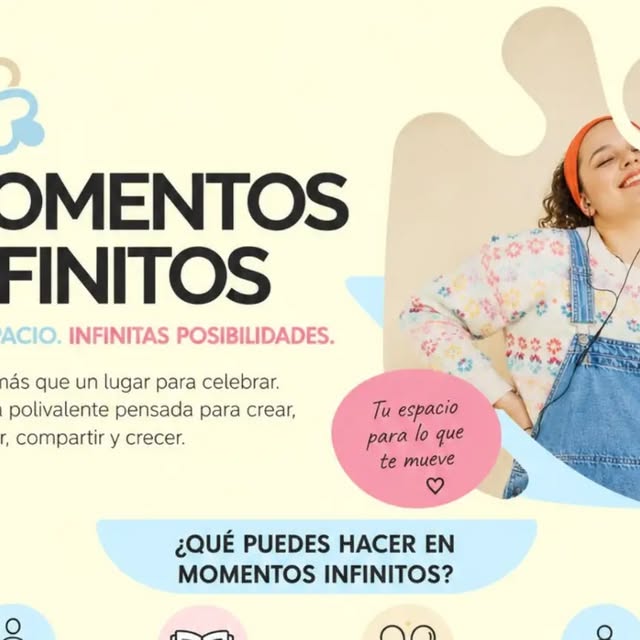 OMENTOS
FINITOS
PACIO. INFINITAS POSIBILIDADES.
más que un lugar para celebrar.
polivalente pensada para crear,
r, compartir y crecer.
Tu espacio
para lo que
te mueve
¿QUÉ PUEDES HACER EN
MOMENTOS INFINITOS?